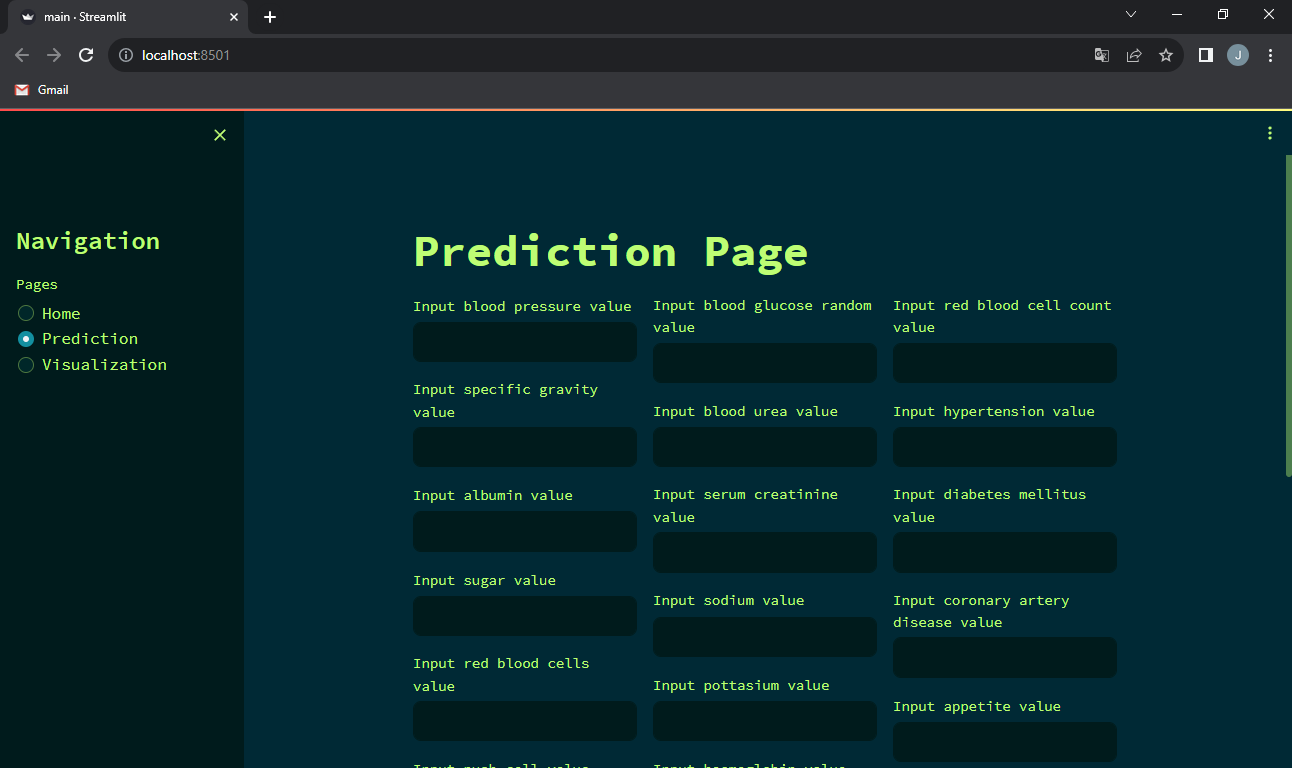 main · Streamlit
localhost:8501
J
Gmail
Navigation
Pages
Home
Prediction
Visualization
Prediction Page
Input blood pressure value
Input specific gravity
value
Input albumin value
Input sugar value
Input red blood cells
value
Input blood glucose random
value
Input blood urea value
Input serum creatinine
value
Input sodium value
Input pottasium value
Input red blood cell count
value
Input hypertension value
Input diabetes mellitus
value
Input coronary artery
disease value
Input appetite value